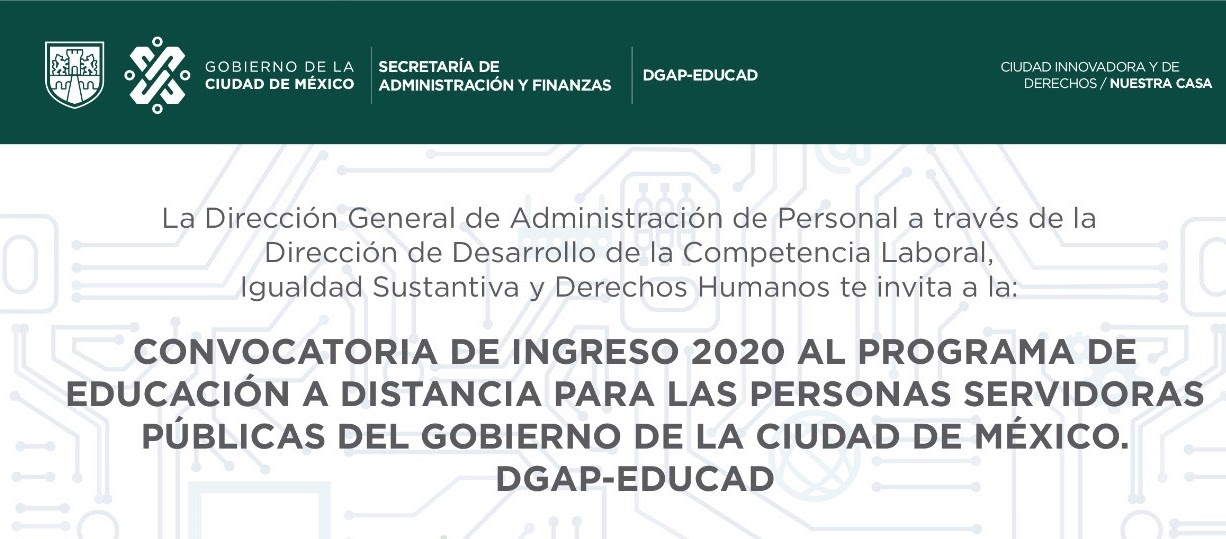 GOBIERNO DE LA
CIUDAD DE MÉXICO
SECRETARÍA DE
ADMINISTRACIÓN Y FINANZAS
DGAP-EDUCAD
CIUDAD INNOVADORA Y DE
DERECHOS / NUESTRA CASA
La Dirección General de Administración de Personal a través de la
Dirección de Desarrollo de la Competencia Laboral,
Igualdad Sustantiva y Derechos Humanos te invita a la:
CONVOCATORIA DE INGRESO 2020 AL PROGRAMA DE
EDUCACIÓN A DISTANCIA PARA LAS PERSONAS SERVIDORAS
PÚBLICAS DEL GOBIERNO DE LA CIUDAD DE MÉXICO.
DGAP-EDUCAD